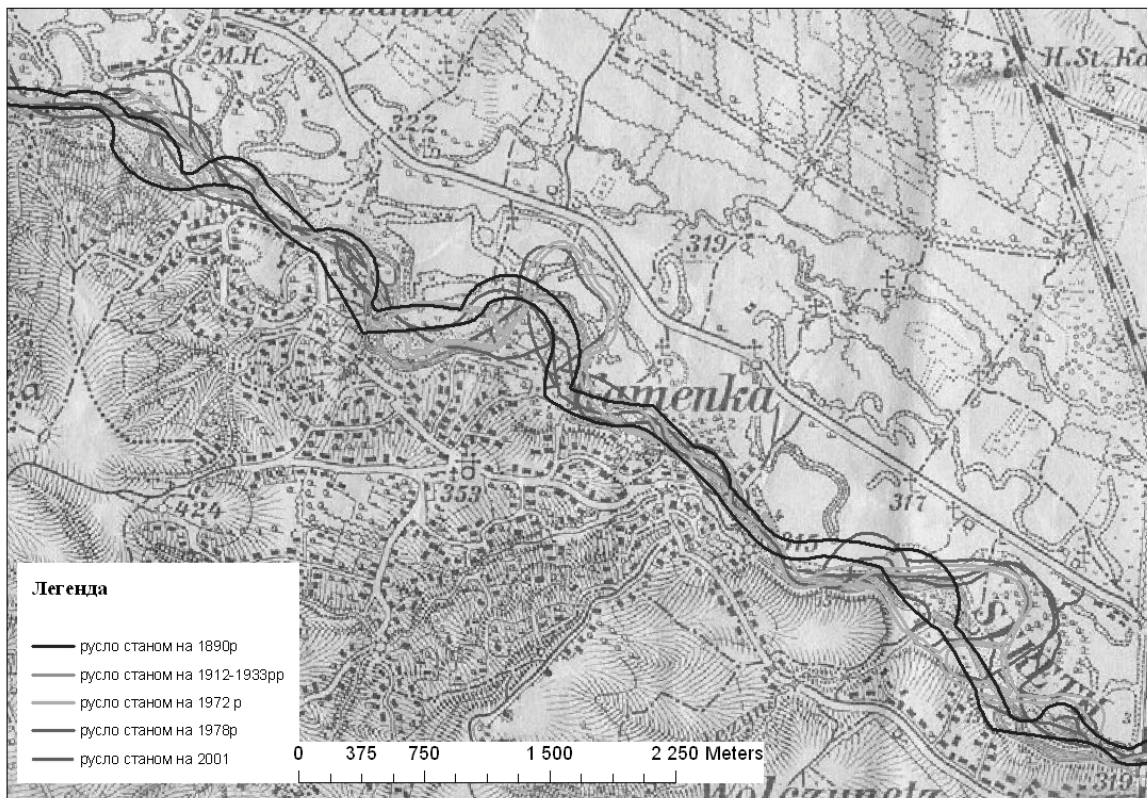 M.H.
322
323
H.St.Ka
319
Kamenka
353
424
a
315
317
319
Легенда
русло станом на 1890р
русло станом на 1912-1933рр
русло станом на 1972 р
русло станом на 1978р
русло станом на 2001
0 375 750 1 500 2 250 Meters